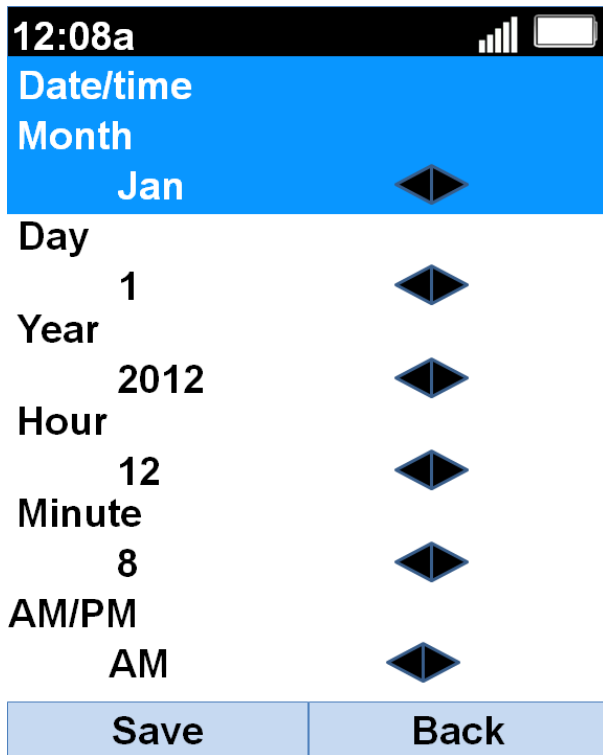 12:08a
Date/time
Month
Jan
Day
1
Year
2012
Hour
12
Minute
8
AM/PM
AM
Save Back